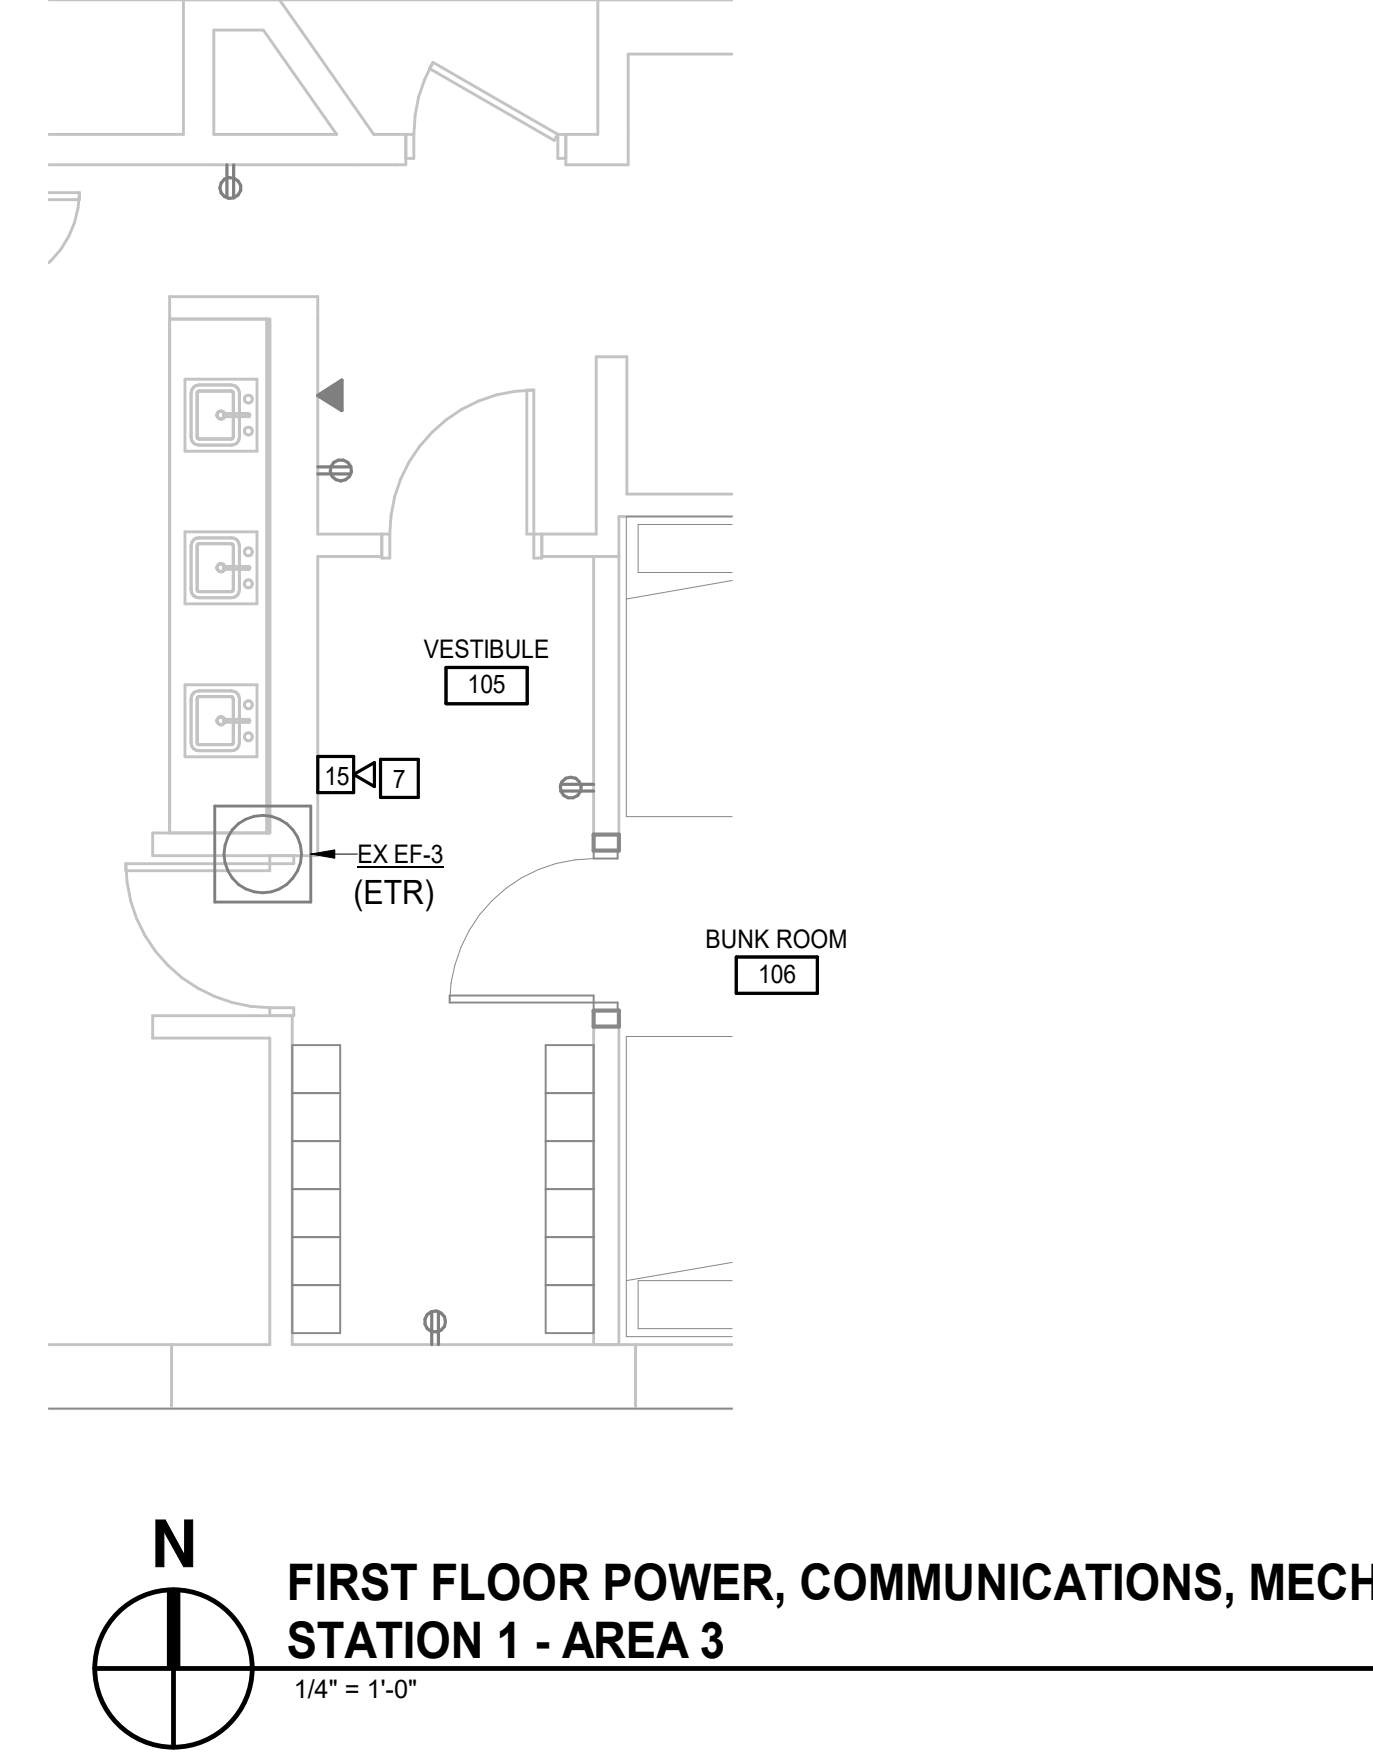 VESTIBULE
105
15
7
EX EF-3
(ETR)
BUNK ROOM
106
N
FIRST FLOOR POWER, COMMUNICATIONS, MECH
STATION 1 - AREA 3
1/4" = 1'-0"